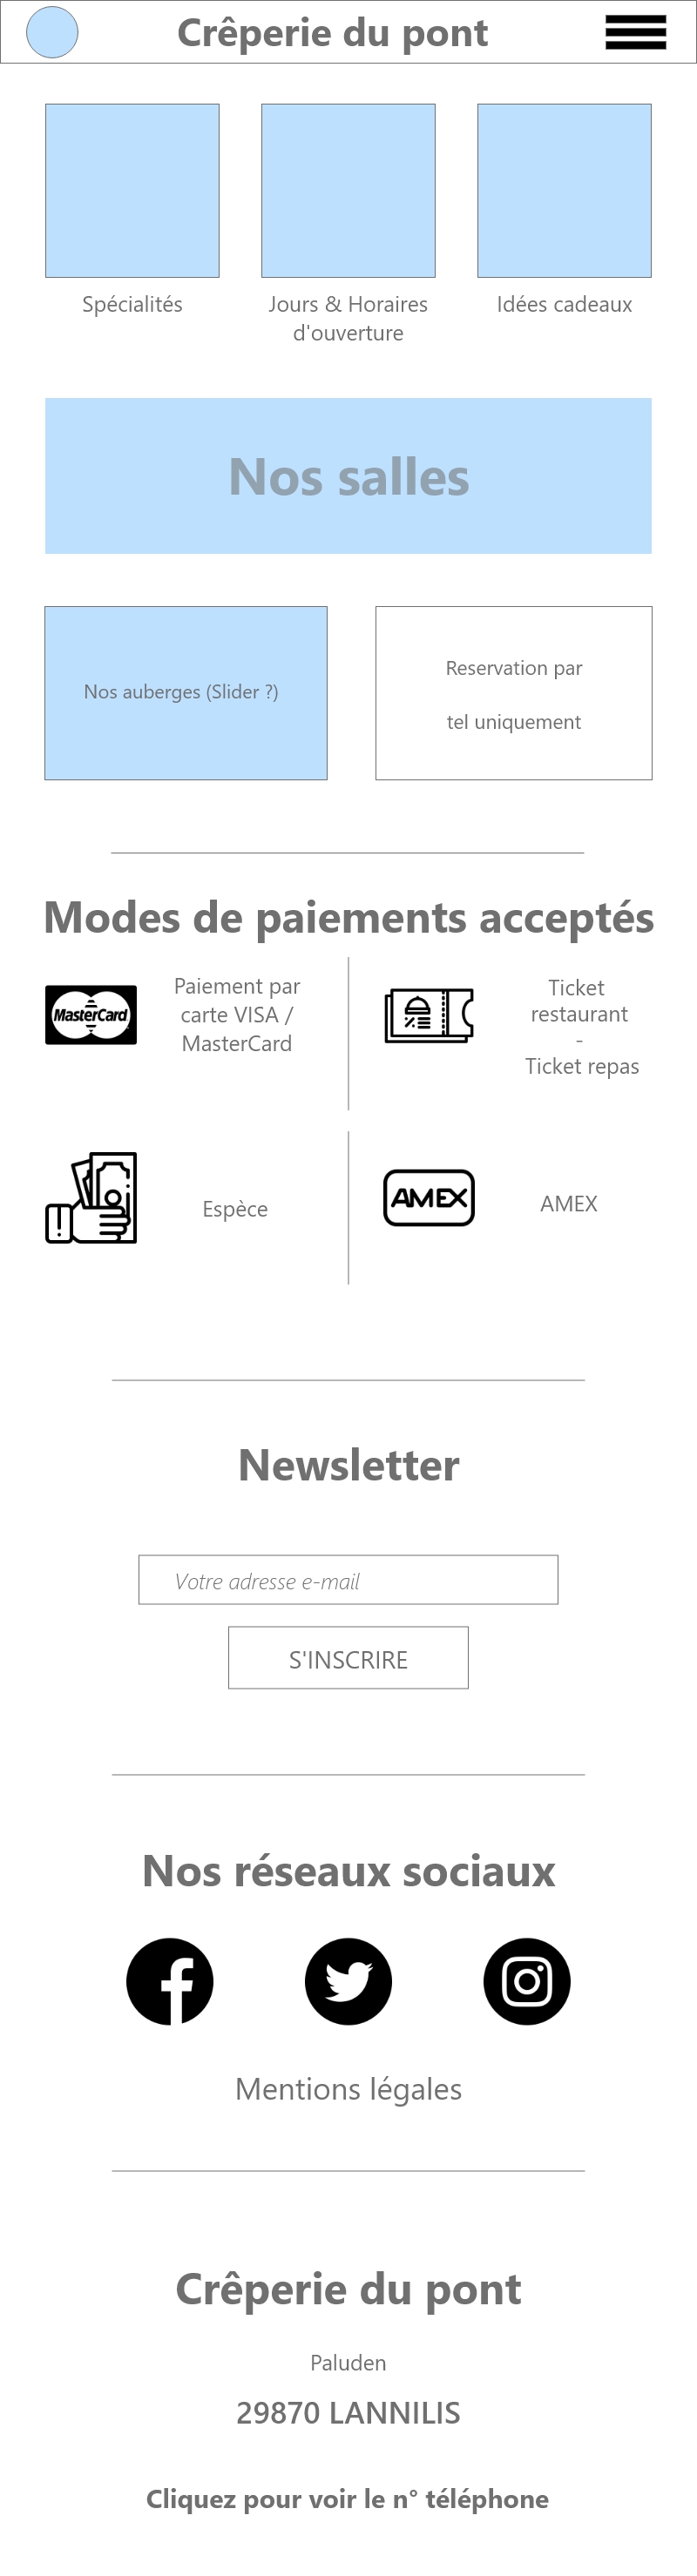 Crêperie du pont
Spécialités
Jours & Horaires
d'ouverture
Idées cadeaux
Nos salles
Nos auberges (Slider ?)
Reservation par
tel uniquement
Modes de paiements acceptés
MasterCard
Paiement par
carte VISA /
MasterCard
Ticket
restaurant
-
Ticket repas
Espèce
AMEX
AMEX
Newsletter
Votre adresse e-mail
S'INSCRIRE
Nos réseaux sociaux
Mentions légales
Crêperie du pont
Paluden
29870 LANNILIS
Cliquez pour voir le n° téléphone